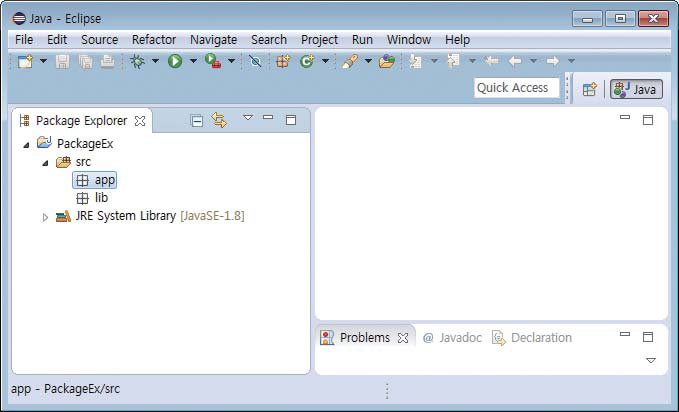 Java - Eclipse
File Edit Source Refactor Navigate Search Project Run Window Help
Quick Access
Java
Package Explorer
PackageEx
src
app
lib
JRE System Library [JavaSE-1.8]
Problems @ Javadoc Declaration
app - PackageEx/src